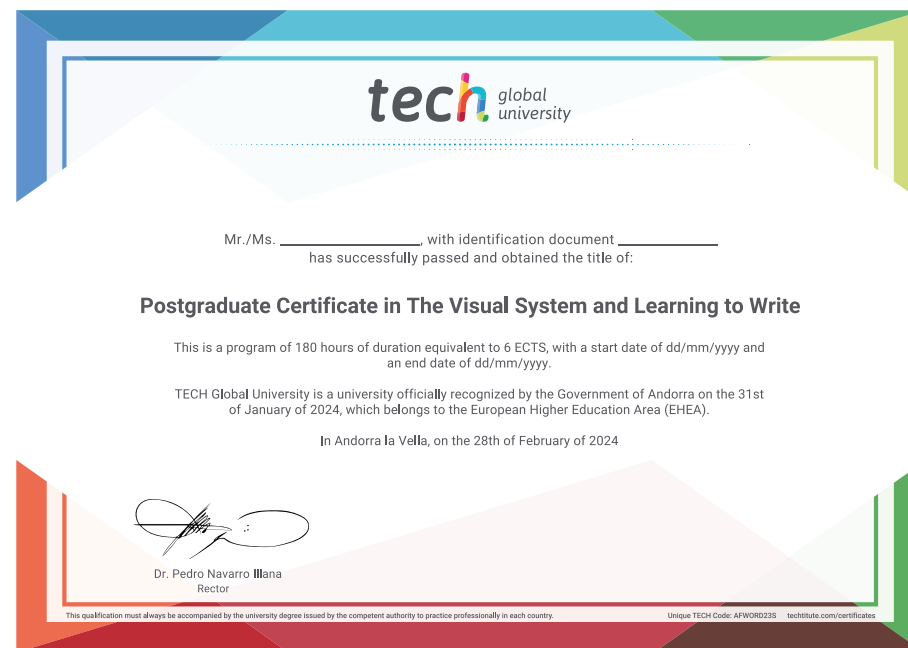 tech global university
Mr./Ms. ____________, with identification document ____________
has successfully passed and obtained the title of:
Postgraduate Certificate in The Visual System and Learning to Write
This is a program of 180 hours of duration equivalent to 6 ECTS, with a start date of dd/mm/yyyy and
an end date of dd/mm/yyyy.
TECH Global University is a university officially recognized by the Government of Andorra on the 31st
of January of 2024, which belongs to the European Higher Education Area (EHEA).
In Andorra la Vella, on the 28th of February of 2024
Dr. Pedro Navarro Illana
Rector
This qualification must always be accompanied by the university degree issued by the competent authority to practice professionally in each country.
Unique TECH Code: AFWORD23S techtitute.com/certificates